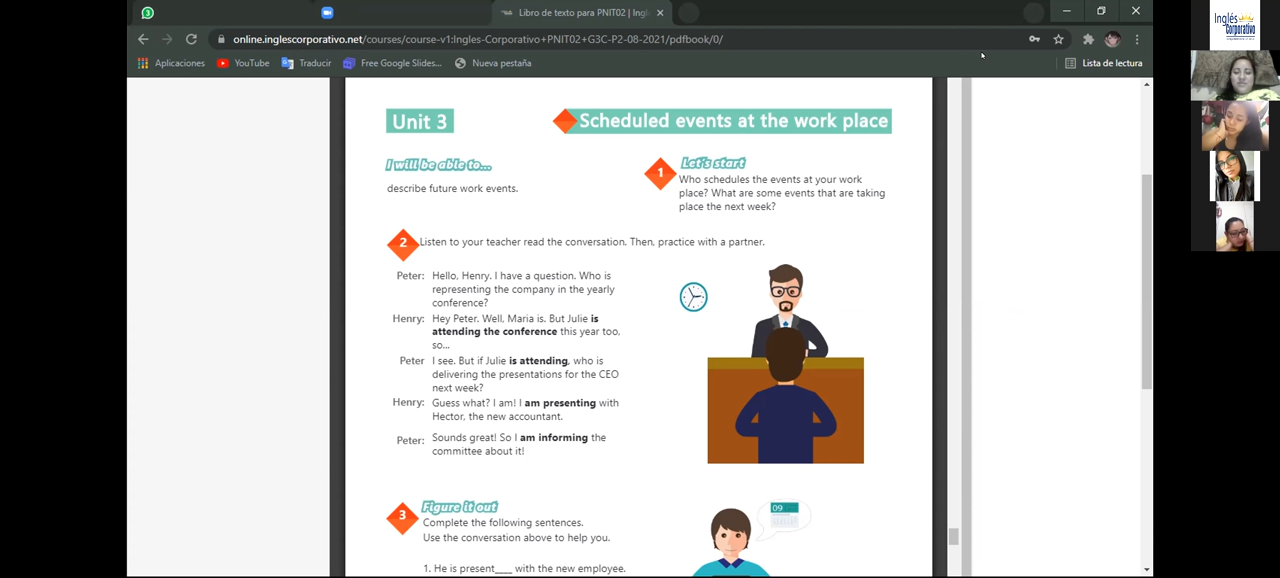 Libro de texto para PNIT02 | Ingl
online.inglescorporativo.net/courses/course-v1:Ingles-Corporativo+PNIT02+G3C-P2-08-2021/pdfbook/0/
Aplicaciones YouTube Traducir Free Google Slides... Nueva pestaña Lista de lectura
Inglés
Corporativo
Unit 3
Scheduled events at the work place
I will be able to...
describe future work events.
1
Let's start
Who schedules the events at your work
place? What are some events that are taking
place the next week?
2 Listen to your teacher read the conversation. Then, practice with a partner.
Peter: Hello, Henry. I have a question. Who is
representing the company in the yearly
conference?
Henry: Hey Peter. Well, Maria is. But Julie is
attending the conference this year too,
so...
Peter I see. But if Julie is attending, who is
delivering the presentations for the CEO
next week?
Henry: Guess what? I am! I am presenting with
Hector, the new accountant.
Peter: Sounds great! So I am informing the
committee about it!
3
Figure it out
Complete the following sentences.
Use the conversation above to help you.
1. He is present____ with the new employee.
09